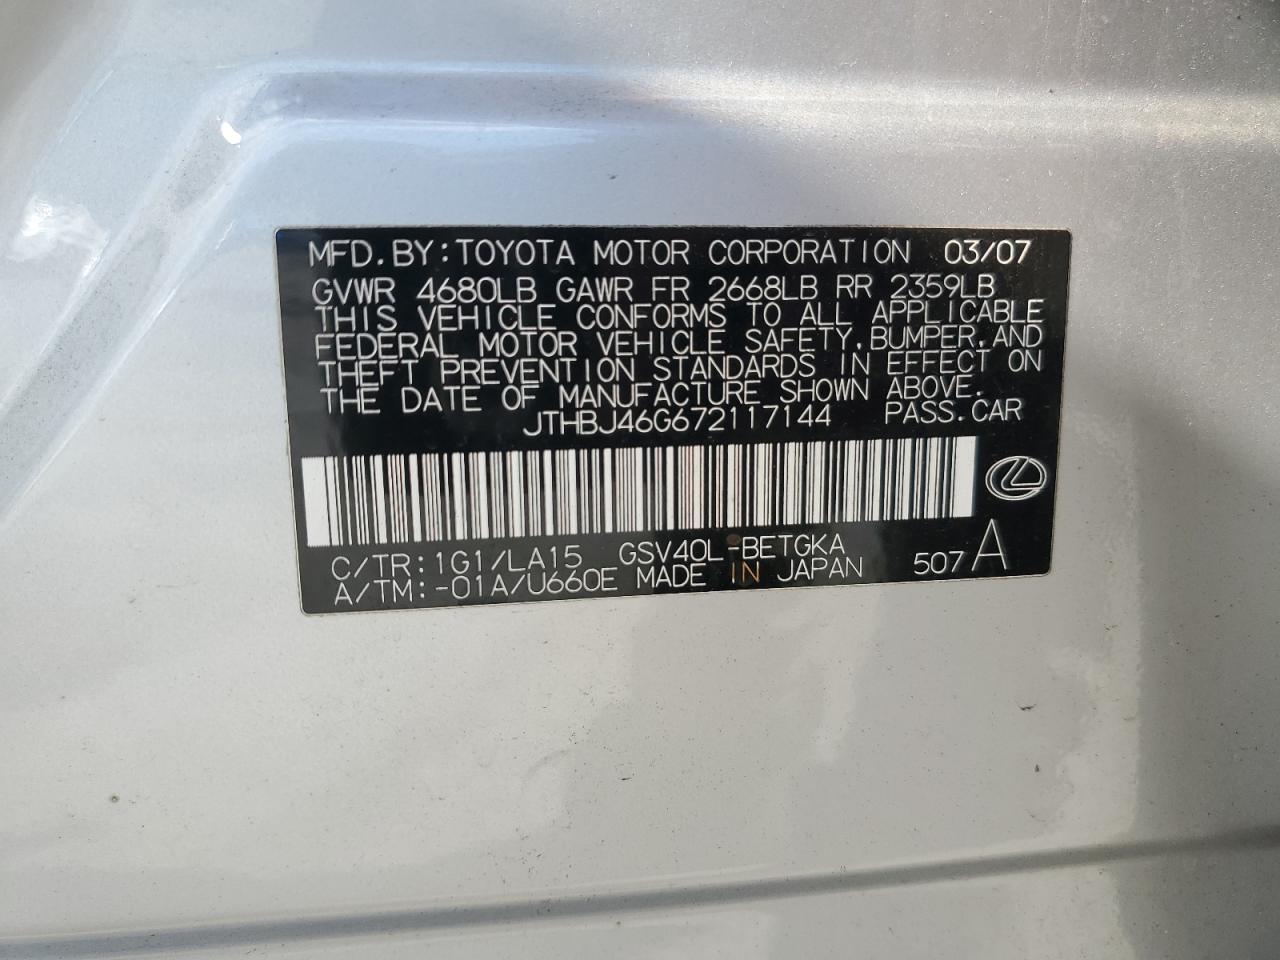 MFD. BY: TOYOTA MOTOR CORPORATION 03/07
GVWR 4680LB GAWR FR 2668LB RR 2359LB
THIS VEHICLE CONFORMS TO ALL APPLICABLE
FEDERAL MOTOR VEHICLE SAFETY, BUMPER, AND
THEFT PREVENTION STANDARDS IN EFFECT ON
THE DATE OF MANUFACTURE SHOWN ABOVE.
JTHBJ46G672117144 PASS. CAR
C/TR: 1G1/LA15 GSV40L-BETGKA
A/TM: -01A/U660E MADE IN JAPAN 507 A